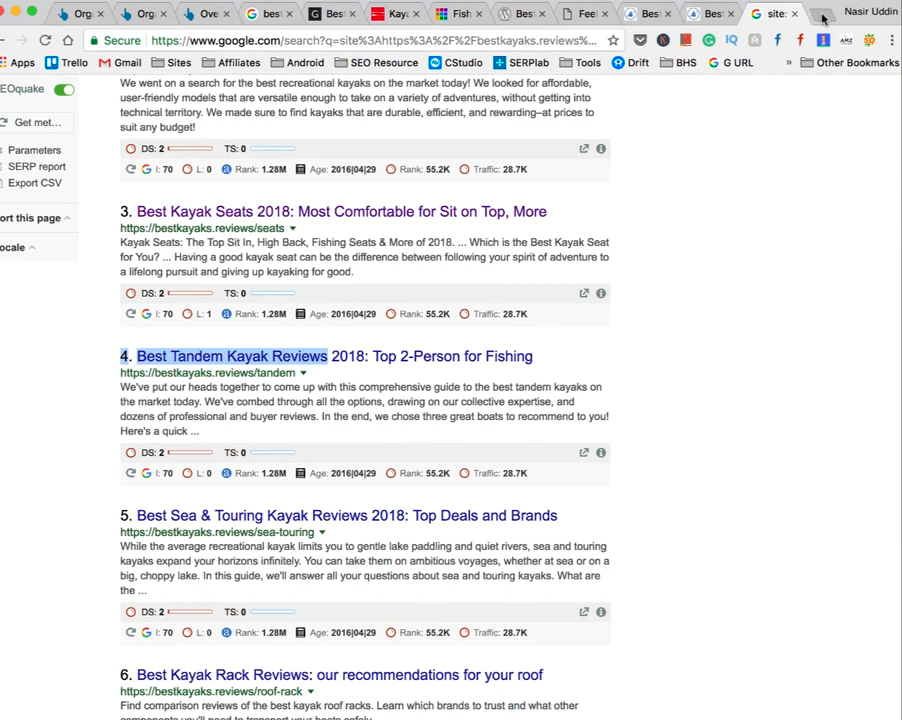 Orga
Orga
Ove
best
Best
Kaya
Fish
Best
Feel
Best
Best
site:
Nasir Uddin
Secure
https://www.google.com/search?q=site%3Ahttps%3A%2F%2Fbestkayaks.reviews%...
Apps
Trello
Gmail
Sites
Affiliates
Android
SEO Resource
CStudio
SERPlab
Tools
Drift
BHS
G URL
»
Other Bookmarks
EOquake
Get met...
Parameters
SERP report
Export CSV
ort this page
ocale
We went on a search for the best recreational kayaks on the market today! We looked for affordable,
user-friendly models that are versatile enough to take on a variety of adventures, without getting into
technical territory. We made sure to find kayaks that are durable, efficient, and rewarding–at prices to
suit any budget!
DS: 2 TS: 0
I: 70 L: 0 Rank: 1.28M Age: 2016|04|29 Rank: 55.2K Traffic: 28.7K
3. Best Kayak Seats 2018: Most Comfortable for Sit on Top, More
https://bestkayaks.reviews/seats
Kayak Seats: The Top Sit In, High Back, Fishing Seats & More of 2018. ... Which is the Best Kayak Seat
for You? ... Having a good kayak seat can be the difference between following your spirit of adventure to
a lifelong pursuit and giving up kayaking for good.
DS: 2 TS: 0
I: 70 L: 1 Rank: 1.28M Age: 2016|04|29 Rank: 55.2K Traffic: 28.7K
4. Best Tandem Kayak Reviews 2018: Top 2-Person for Fishing
https://bestkayaks.reviews/tandem
We've put our heads together to come up with this comprehensive guide to the best tandem kayaks on
the market today. We've combed through all the options, drawing on our collective expertise, and
dozens of professional and buyer reviews. In the end, we chose three great boats to recommend to you!
Here's a quick ...
DS: 2 TS: 0
I: 70 L: 0 Rank: 1.28M Age: 2016|04|29 Rank: 55.2K Traffic: 28.7K
5. Best Sea & Touring Kayak Reviews 2018: Top Deals and Brands
https://bestkayaks.reviews/sea-touring
While the average recreational kayak limits you to gentle lake paddling and quiet rivers, sea and touring
kayaks expand your horizons infinitely. You can take them on ambitious voyages, whether at sea or on a
big, choppy lake. In this guide, we'll answer all your questions about sea and touring kayaks. What are
the ...
DS: 2 TS: 0
I: 70 L: 0 Rank: 1.28M Age: 2016|04|29 Rank: 55.2K Traffic: 28.7K
6. Best Kayak Rack Reviews: our recommendations for your roof
https://bestkayaks.reviews/roof-rack
Find comparison reviews of the best kayak roof racks. Learn which brands to trust and what other